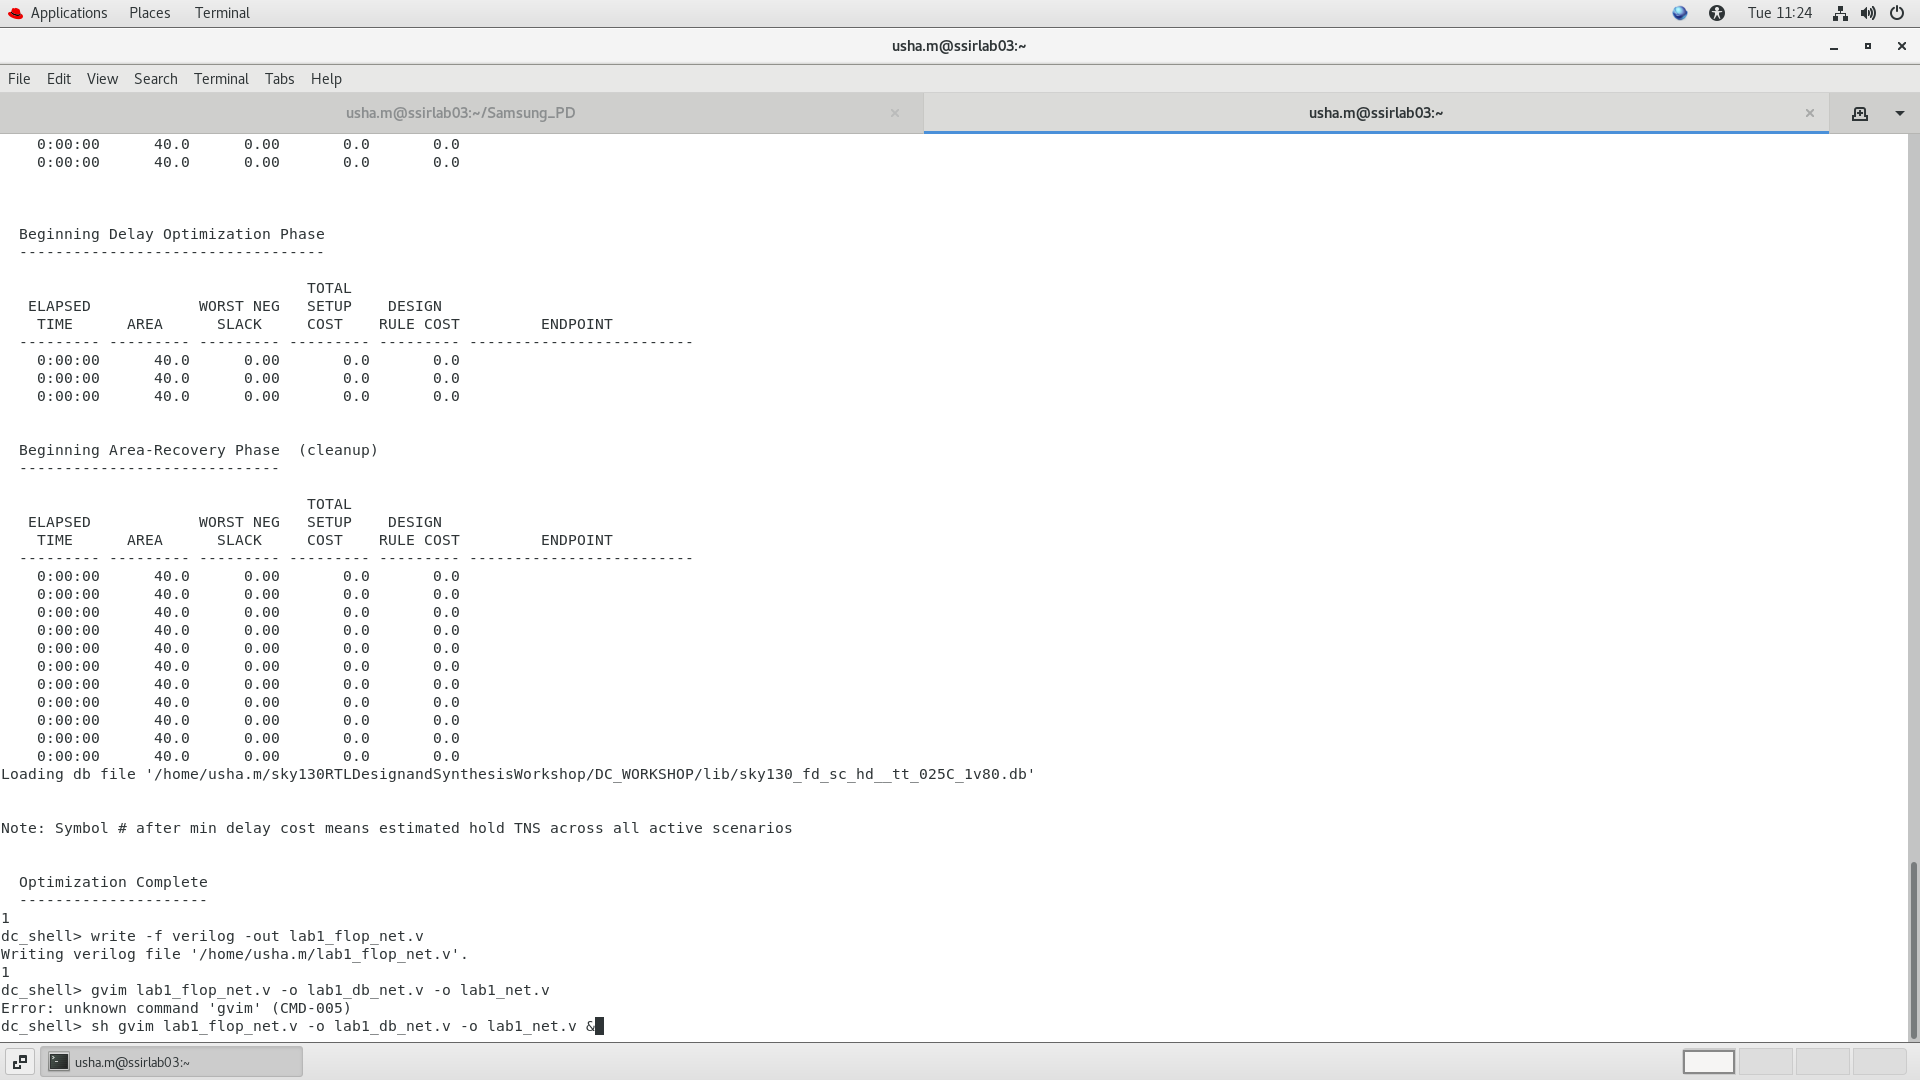 Applications Places Terminal Tue 11:24
usha.m@ssirlab03:~
File Edit View Search Terminal Tabs Help
usha.m@ssirlab03:~/Samsung_PD × usha.m@ssirlab03:~ ×
0:00:00 40.0 0.00 0.0 0.0
0:00:00 40.0 0.00 0.0 0.0
Beginning Delay Optimization Phase
----------------------------------
TOTAL
ELAPSED WORST NEG SETUP DESIGN
TIME AREA SLACK COST RULE COST ENDPOINT
--------- --------- --------- --------- --------- -------------------------
0:00:00 40.0 0.00 0.0 0.0
0:00:00 40.0 0.00 0.0 0.0
0:00:00 40.0 0.00 0.0 0.0
Beginning Area-Recovery Phase (cleanup)
-----------------------------
TOTAL
ELAPSED WORST NEG SETUP DESIGN
TIME AREA SLACK COST RULE COST ENDPOINT
--------- --------- --------- --------- --------- -------------------------
0:00:00 40.0 0.00 0.0 0.0
0:00:00 40.0 0.00 0.0 0.0
0:00:00 40.0 0.00 0.0 0.0
0:00:00 40.0 0.00 0.0 0.0
0:00:00 40.0 0.00 0.0 0.0
0:00:00 40.0 0.00 0.0 0.0
0:00:00 40.0 0.00 0.0 0.0
0:00:00 40.0 0.00 0.0 0.0
0:00:00 40.0 0.00 0.0 0.0
0:00:00 40.0 0.00 0.0 0.0
0:00:00 40.0 0.00 0.0 0.0
Loading db file '/home/usha.m/sky130RTLDesignandSynthesisWorkshop/DC_WORKSHOP/lib/sky130_fd_sc_hd__tt_025C_1v80.db'
Note: Symbol # after min delay cost means estimated hold TNS across all active scenarios
Optimization Complete
---------------------
1
dc_shell> write -f verilog -out lab1_flop_net.v
Writing verilog file '/home/usha.m/lab1_flop_net.v'.
1
dc_shell> gvim lab1_flop_net.v -o lab1_db_net.v -o lab1_net.v
Error: unknown command 'gvim' (CMD-005)
dc_shell> sh gvim lab1_flop_net.v -o lab1_db_net.v -o lab1_net.v &
usha.m@ssirlab03:~